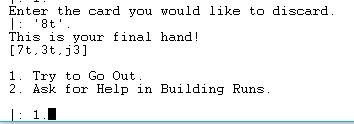 Enter the card you would like to discard.
|: '8t'.
This is your final hand!
[7t,3t,j3]
1. Try to Go Out.
2. Ask for Help in Building Runs.
|: 1.